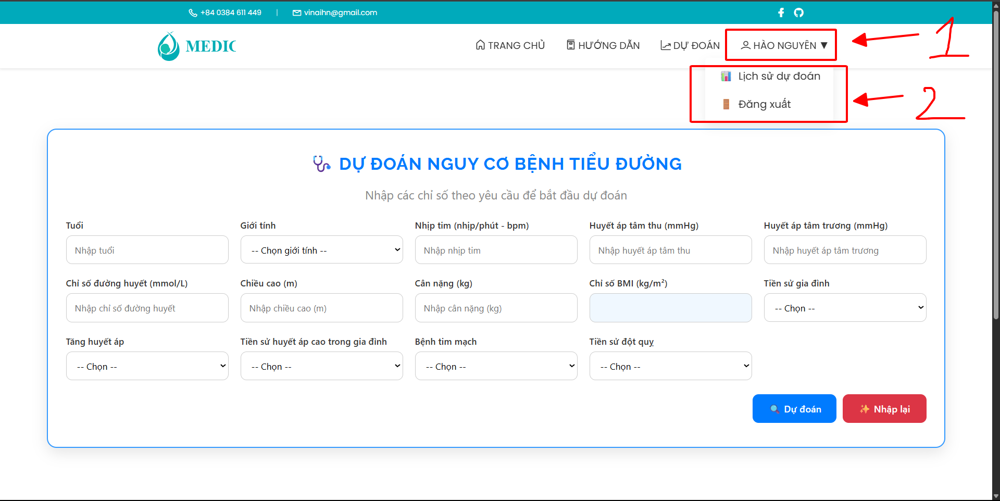 +84 0384 611 449 | vinaihn@gmail.com
MEDIC
TRANG CHỦ HƯỚNG DẪN DỰ ĐOÁN HÀO NGUYÊN ▼
1
Lịch sử dự đoán
Đăng xuất
2
DỰ ĐOÁN NGUY CƠ BỆNH TIỂU ĐƯỜNG
Nhập các chỉ số theo yêu cầu để bắt đầu dự đoán
Tuổi Giới tính Nhịp tim (nhịp/phút - bpm) Huyết áp tâm thu (mmHg) Huyết áp tâm trương (mmHg)
Nhập tuổi -- Chọn giới tính -- Nhập nhịp tim Nhập huyết áp tâm thu Nhập huyết áp tâm trương
Chỉ số đường huyết (mmol/L) Chiều cao (m) Cân nặng (kg) Chỉ số BMI (kg/m²) Tiền sử gia đình
Nhập chỉ số đường huyết Nhập chiều cao (m) Nhập cân nặng (kg) -- Chọn --
Tăng huyết áp Tiền sử huyết áp cao trong gia đình Bệnh tim mạch Tiền sử đột quỵ
-- Chọn -- -- Chọn -- -- Chọn -- -- Chọn --
Dự đoán Nhập lại